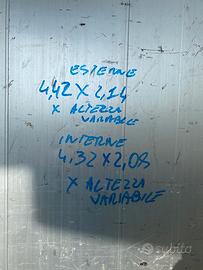 ESTERNE
4,42 X 2,14
X ALTEZZA
VARIABILE
INTERNE
4,32 X 2,08
X ALTEZZA
VARIABILE
subito